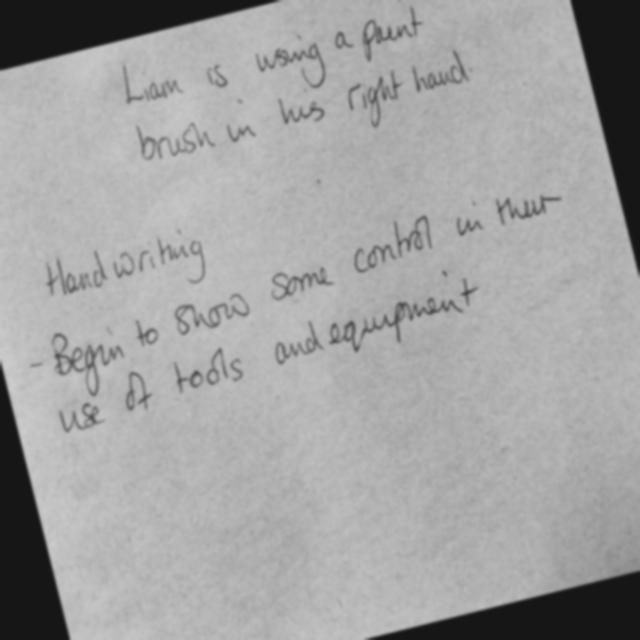 Liam is using a paint
brush in his right hand
Handwriting
- Begin to show some control in their
use of tools and equipment